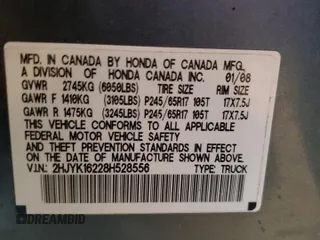 MFD. IN CANADA BY HONDA OF CANADA MFG.,
A DIVISION OF HONDA CANADA INC. 01/08
GVWR 2745KG (6050LBS) TIRE SIZE RIM SIZE
GAWR F 1410KG (3105LBS) P245/65R17 105T 17X7.5J
GAWR R 1475KG (3245LBS) P245/65R17 105T 17X7.5J
THIS VEHICLE CONFORMS TO ALL APPLICABLE
FEDERAL MOTOR VEHICLE SAFETY
AND THEFT PREVENTION STANDARDS IN EFFECT ON
THE DATE OF MANUFACTURE SHOWN ABOVE.
V.I.N: 2HJYK16228H528556 TYPE: TRUCK
DREAMBID